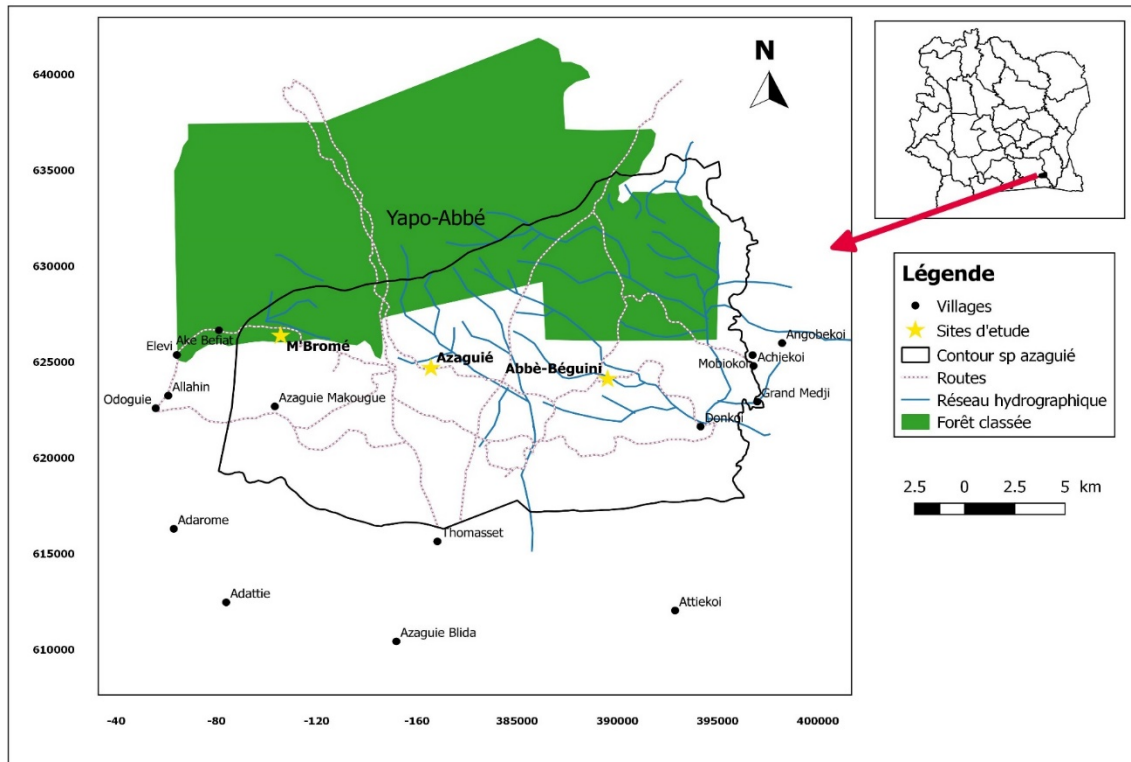 N
640000
635000
630000
625000
620000
615000
610000
Yapo-Abbé
Elevi
Ake Befiat
M'Bromé
Azaguié
Abbè-Béguini
Angobekoi
Achiekoi
Mobiokoi
Allahin
Odoguie
Azaguie Makougue
Grand Medji
Donkoi
Adarome
Thomasset
Adattie
Attiekoi
Azaguie Blida
-40
-80
-120
-160
385000
390000
395000
400000
Légende
Villages
Sites d'etude
Contour sp azaguié
Routes
Réseau hydrographique
Forêt classée
2.5 0 2.5 5 km